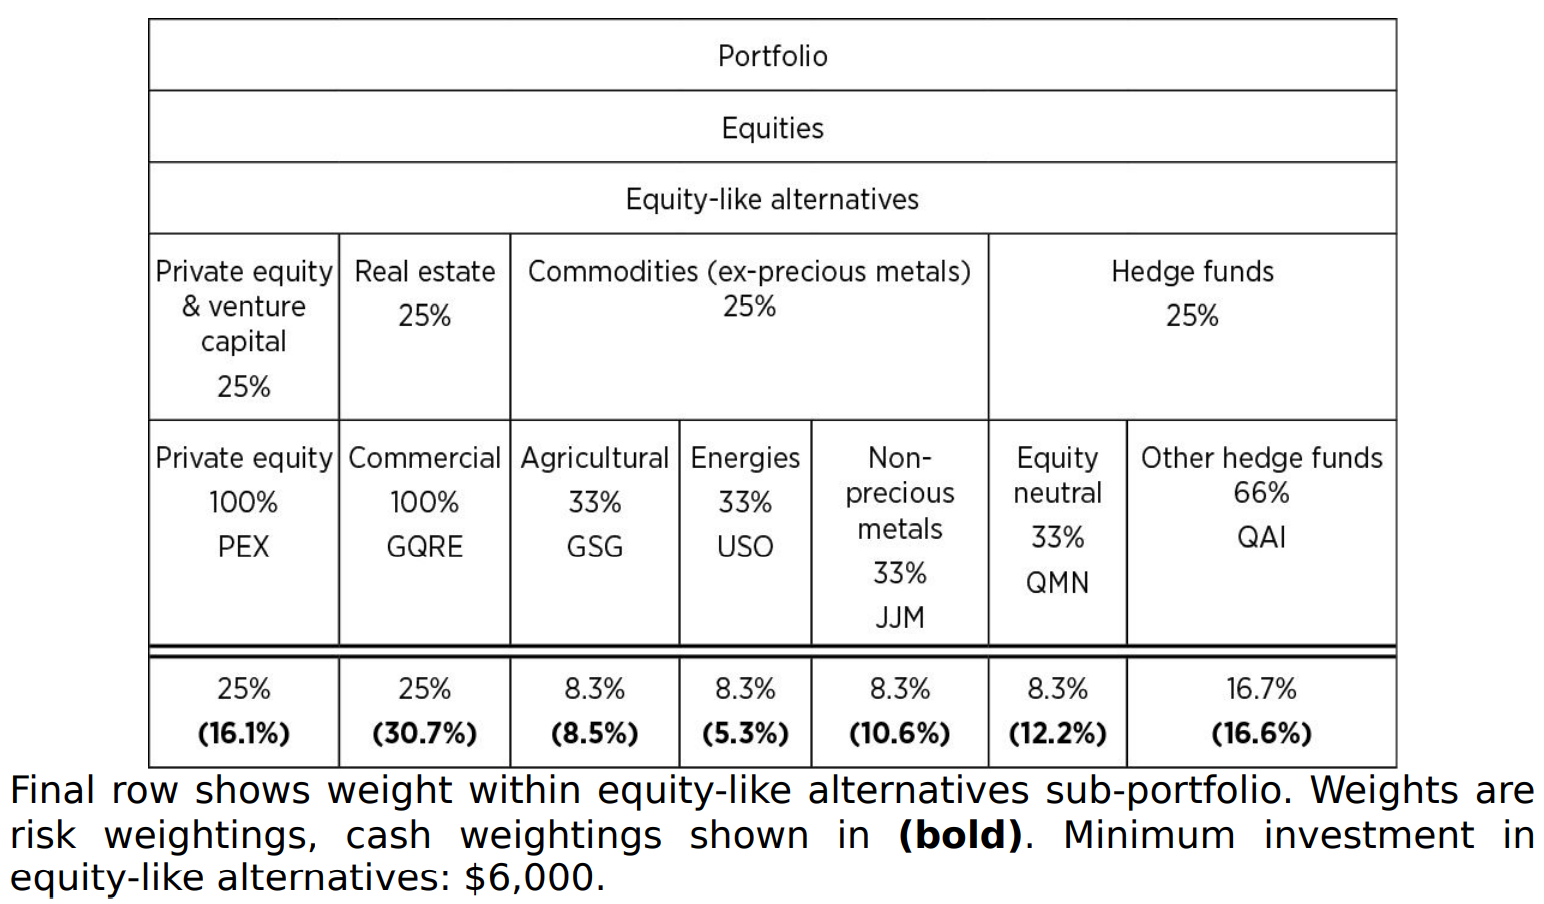 Portfolio
Equities
Equity-like alternatives
Private equity & venture capital 25%
Real estate 25%
Commodities (ex-precious metals) 25%
Hedge funds 25%
Private equity 100% PEX
Commercial 100% GQRE
Agricultural 33% GSG
Energies 33% USO
Non-precious metals 33% JJM
Equity neutral 33% QMN
Other hedge funds 66% QAI
25% (16.1%)
25% (30.7%)
8.3% (8.5%)
8.3% (5.3%)
8.3% (10.6%)
8.3% (12.2%)
16.7% (16.6%)
Final row shows weight within equity-like alternatives sub-portfolio. Weights are
risk weightings, cash weightings shown in (bold). Minimum investment in
equity-like alternatives: $6,000.